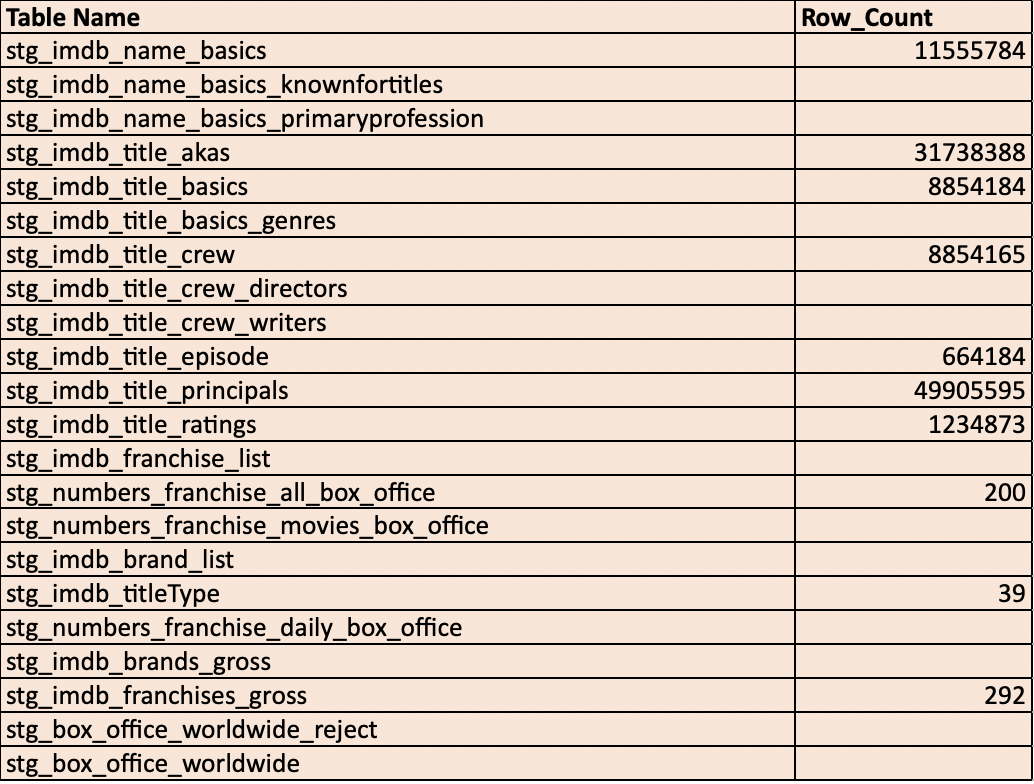 Table Name Row_Count
stg_imdb_name_basics 11555784
stg_imdb_name_basics_knownfortitles
stg_imdb_name_basics_primaryprofession
stg_imdb_title_akas 31738388
stg_imdb_title_basics 8854184
stg_imdb_title_basics_genres
stg_imdb_title_crew 8854165
stg_imdb_title_crew_directors
stg_imdb_title_crew_writers
stg_imdb_title_episode 664184
stg_imdb_title_principals 49905595
stg_imdb_title_ratings 1234873
stg_imdb_franchise_list
stg_numbers_franchise_all_box_office 200
stg_numbers_franchise_movies_box_office
stg_imdb_brand_list
stg_imdb_titleType 39
stg_numbers_franchise_daily_box_office
stg_imdb_brands_gross
stg_imdb_franchises_gross 292
stg_box_office_worldwide_reject
stg_box_office_worldwide